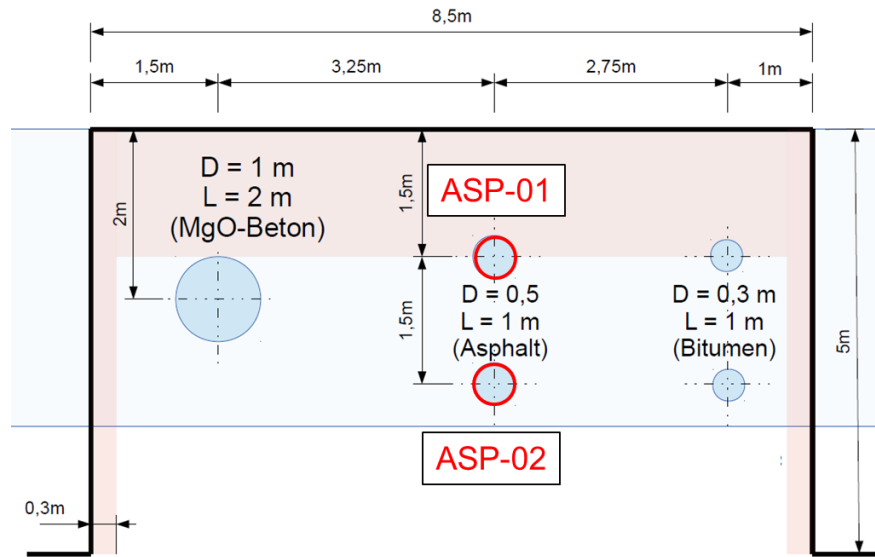 8,5m
1,5m
3,25m
2,75m
1m
D = 1 m
L = 2 m
(MgO-Beton)
2m
1,5m
ASP-01
1,5m
D = 0,5
L = 1 m
(Asphalt)
D = 0,3 m
L = 1 m
(Bitumen)
5m
ASP-02
0,3m